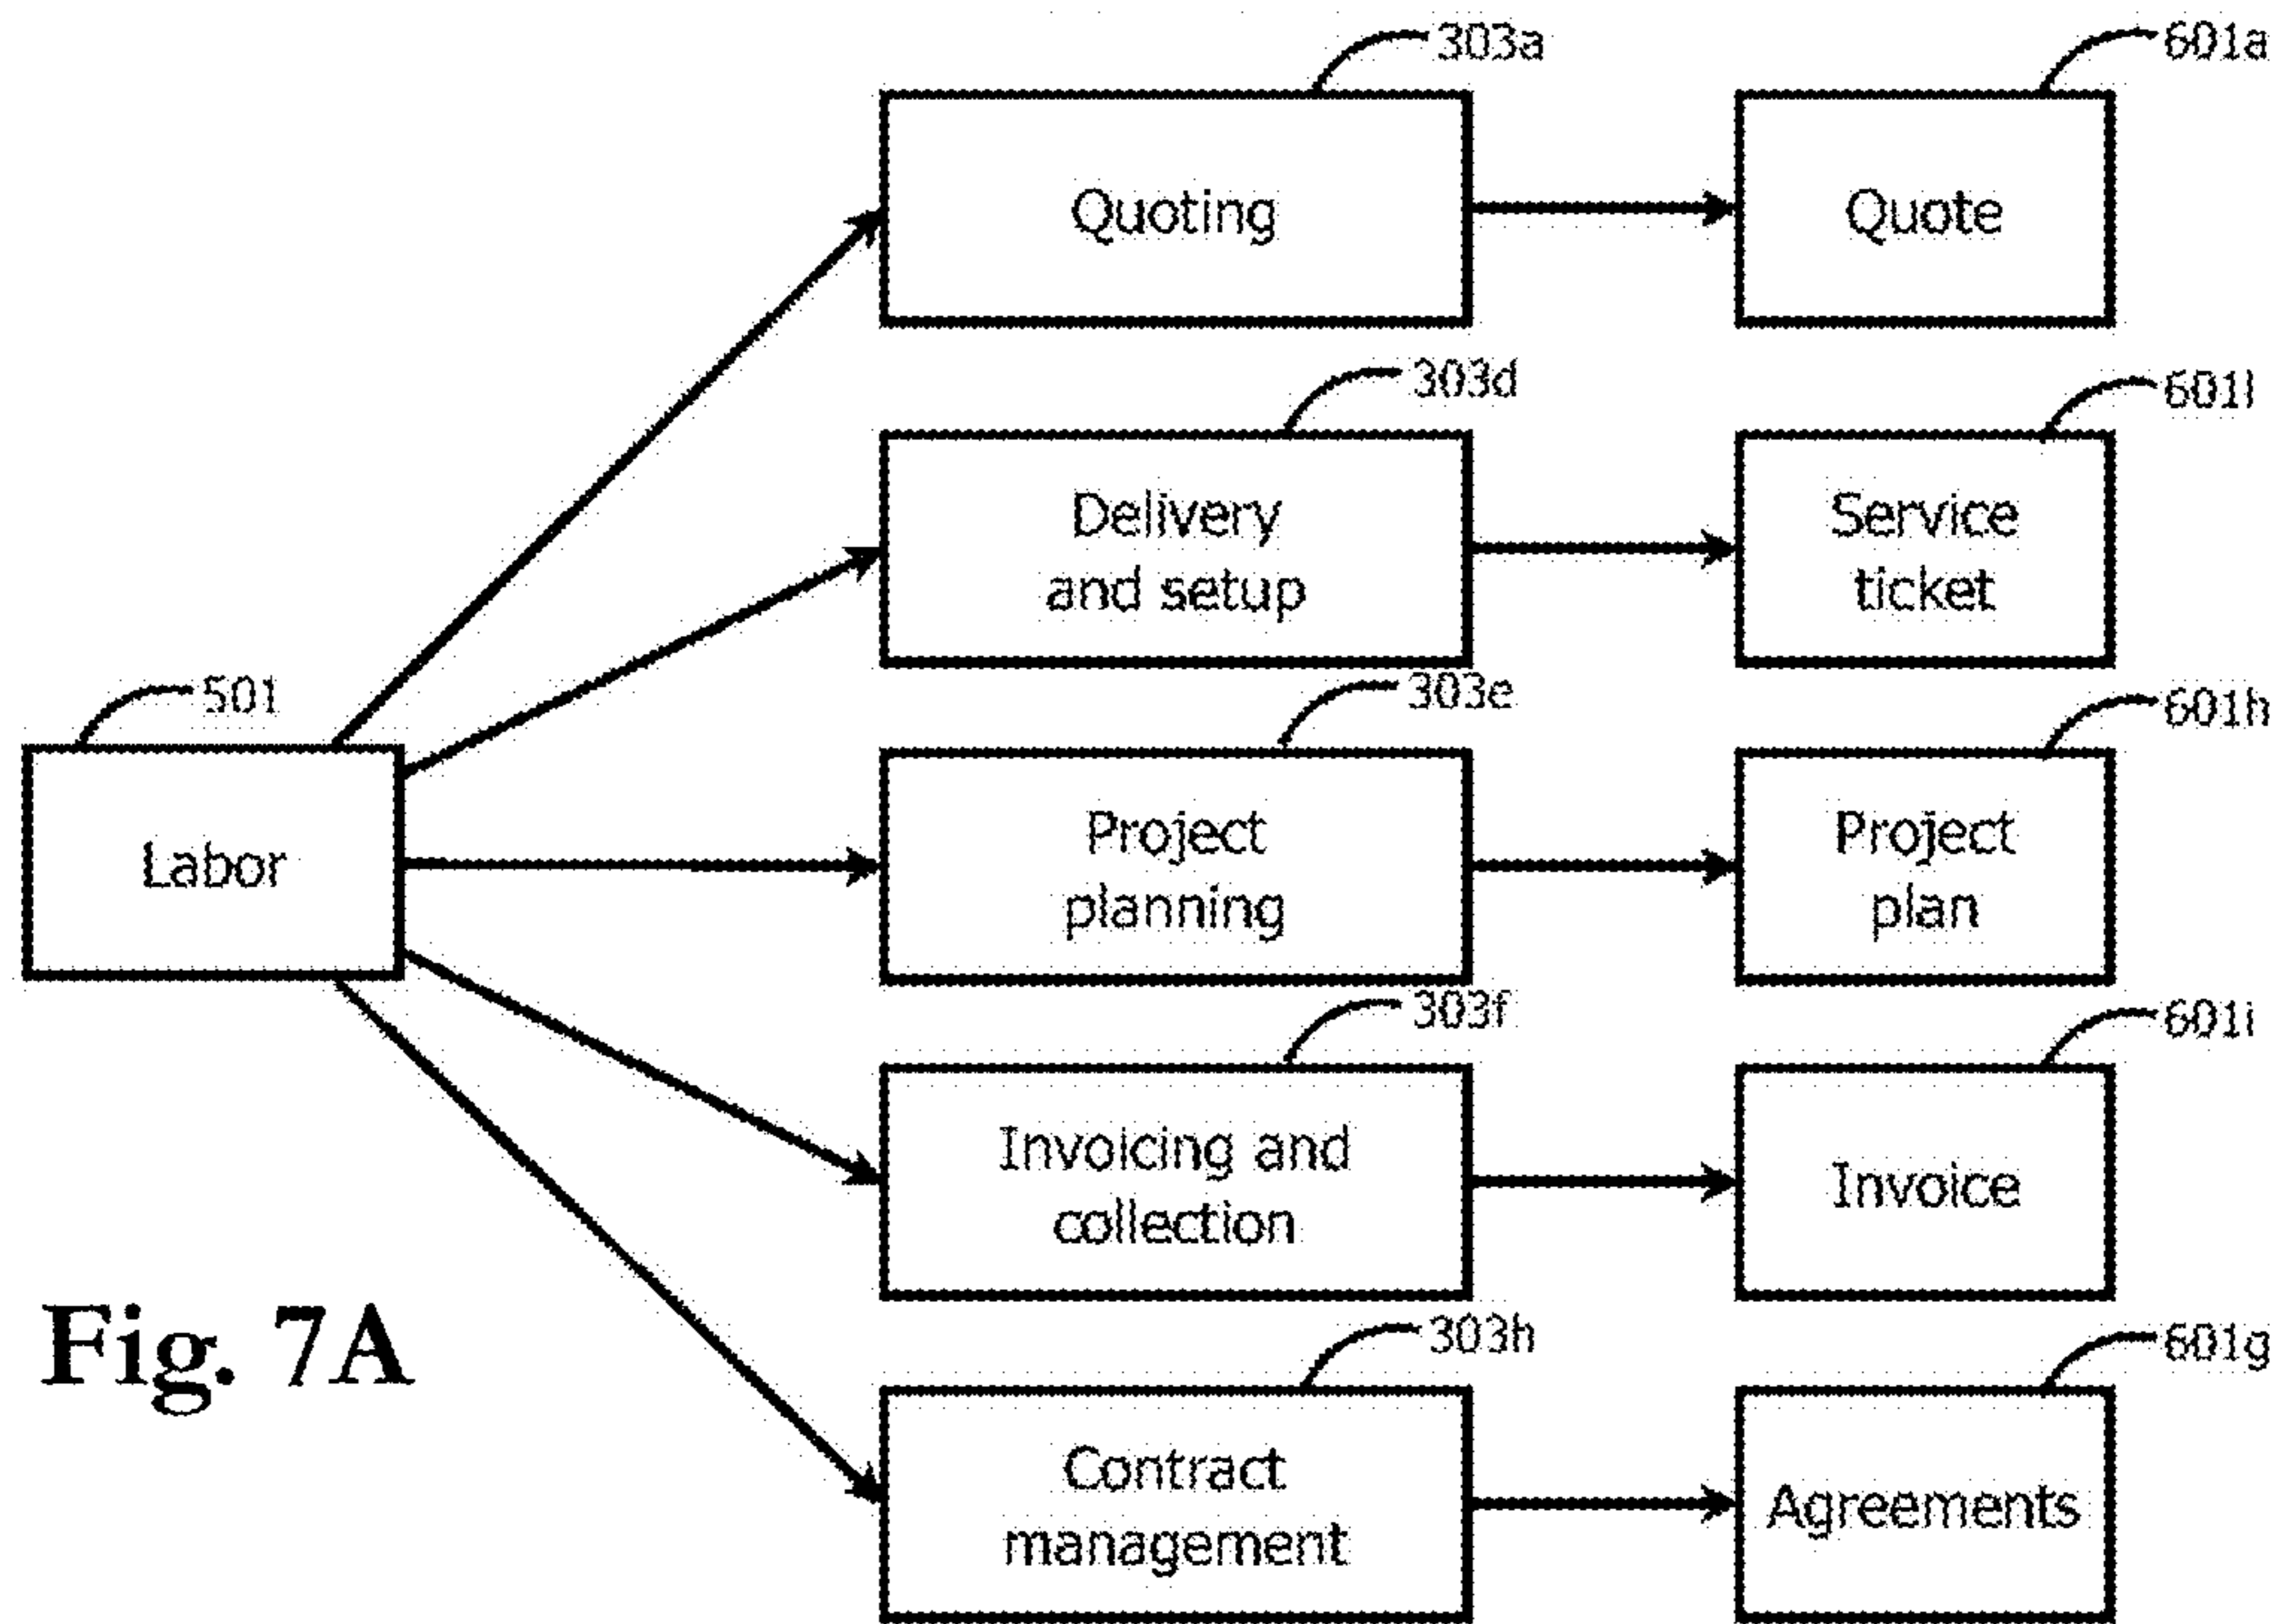 303a
601a
Quoting
Quote
303d
601l
Delivery
and setup
Service
ticket
501
303e
601h
Labor
Project
planning
Project
plan
303f
601i
Invoicing and
collection
Invoice
Fig. 7A
303h
601g
Contract
management
Agreements